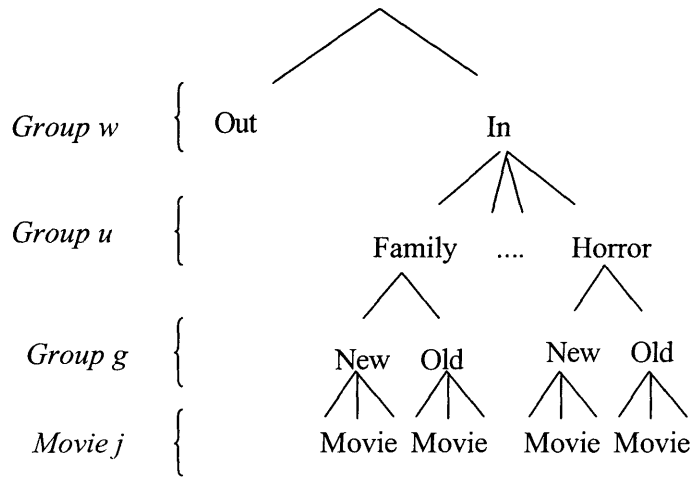 Group w { Out In
Group u { Family .... Horror
Group g { New Old New Old
Movie j { Movie Movie Movie Movie